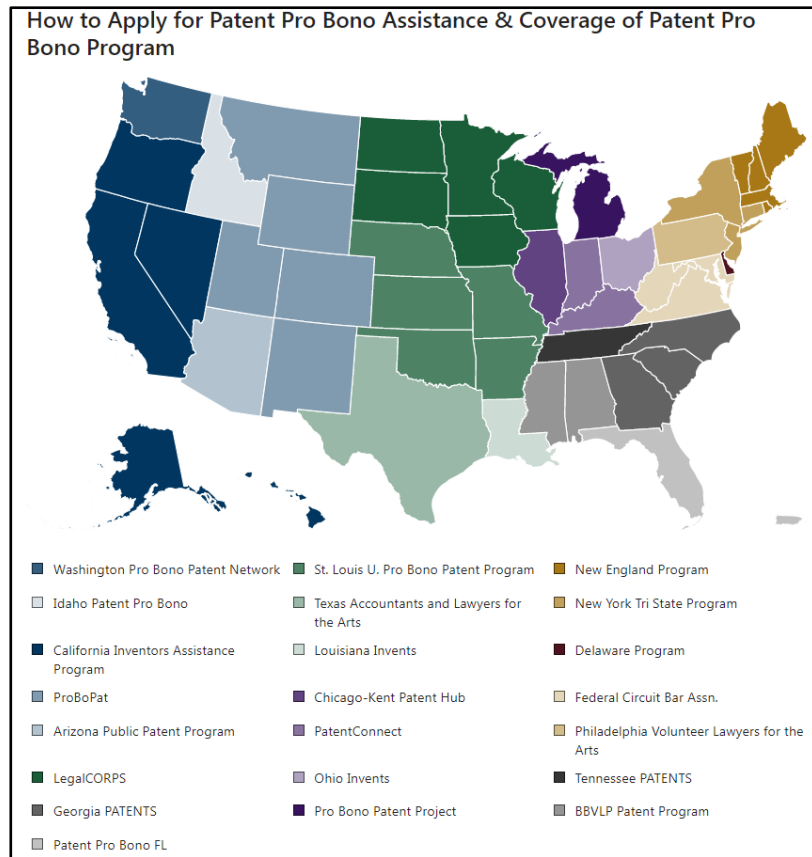 How to Apply for Patent Pro Bono Assistance & Coverage of Patent Pro
Bono Program
Washington Pro Bono Patent Network
St. Louis U. Pro Bono Patent Program
New England Program
Idaho Patent Pro Bono
Texas Accountants and Lawyers for
the Arts
New York Tri State Program
California Inventors Assistance
Program
Louisiana Invents
Delaware Program
ProBoPat
Chicago-Kent Patent Hub
Federal Circuit Bar Assn.
Arizona Public Patent Program
PatentConnect
Philadelphia Volunteer Lawyers for the
Arts
LegalCORPS
Ohio Invents
Tennessee PATENTS
Georgia PATENTS
Pro Bono Patent Project
BBVLP Patent Program
Patent Pro Bono FL